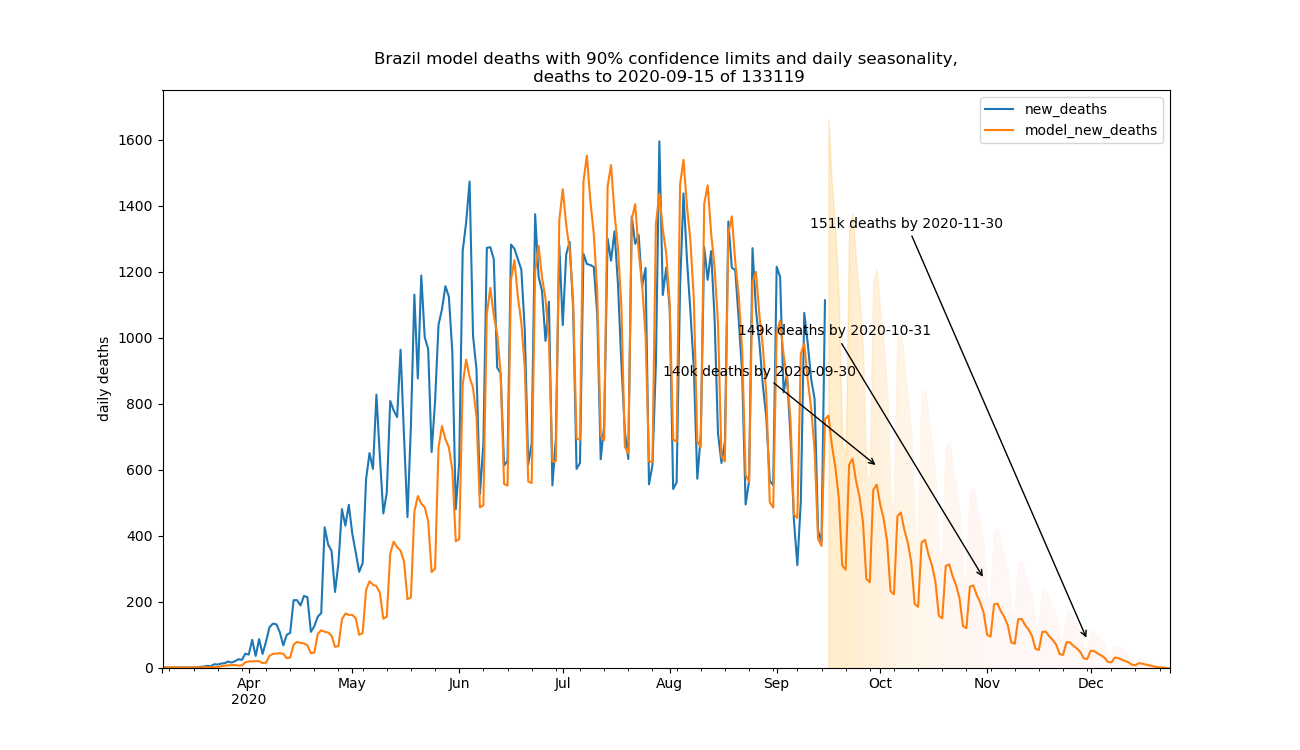 Brazil model deaths with 90% confidence limits and daily seasonality,
deaths to 2020-09-15 of 133119
new_deaths
model_new_deaths
1600
1400
1200
1000
800
600
400
200
0
daily deaths
151k deaths by 2020-11-30
149k deaths by 2020-10-31
140k deaths by 2020-09-30
Apr
2020
May
Jun
Jul
Aug
Sep
Oct
Nov
Dec